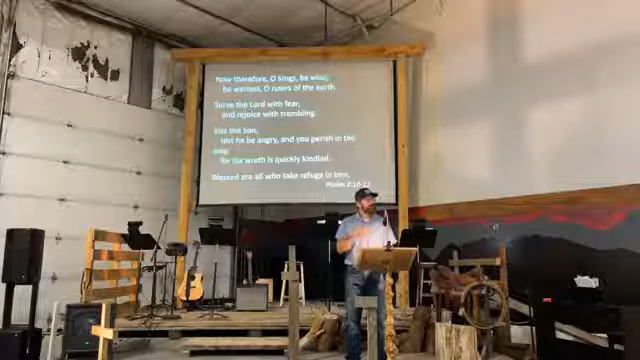 Now therefore, O kings, be wise;
be warned, O rulers of the earth.
Serve the Lord with fear,
and rejoice with trembling.
Kiss the Son,
lest he be angry, and you perish in the
way,
for his wrath is quickly kindled.
Blessed are all who take refuge in him.
Psalm 2:10-12